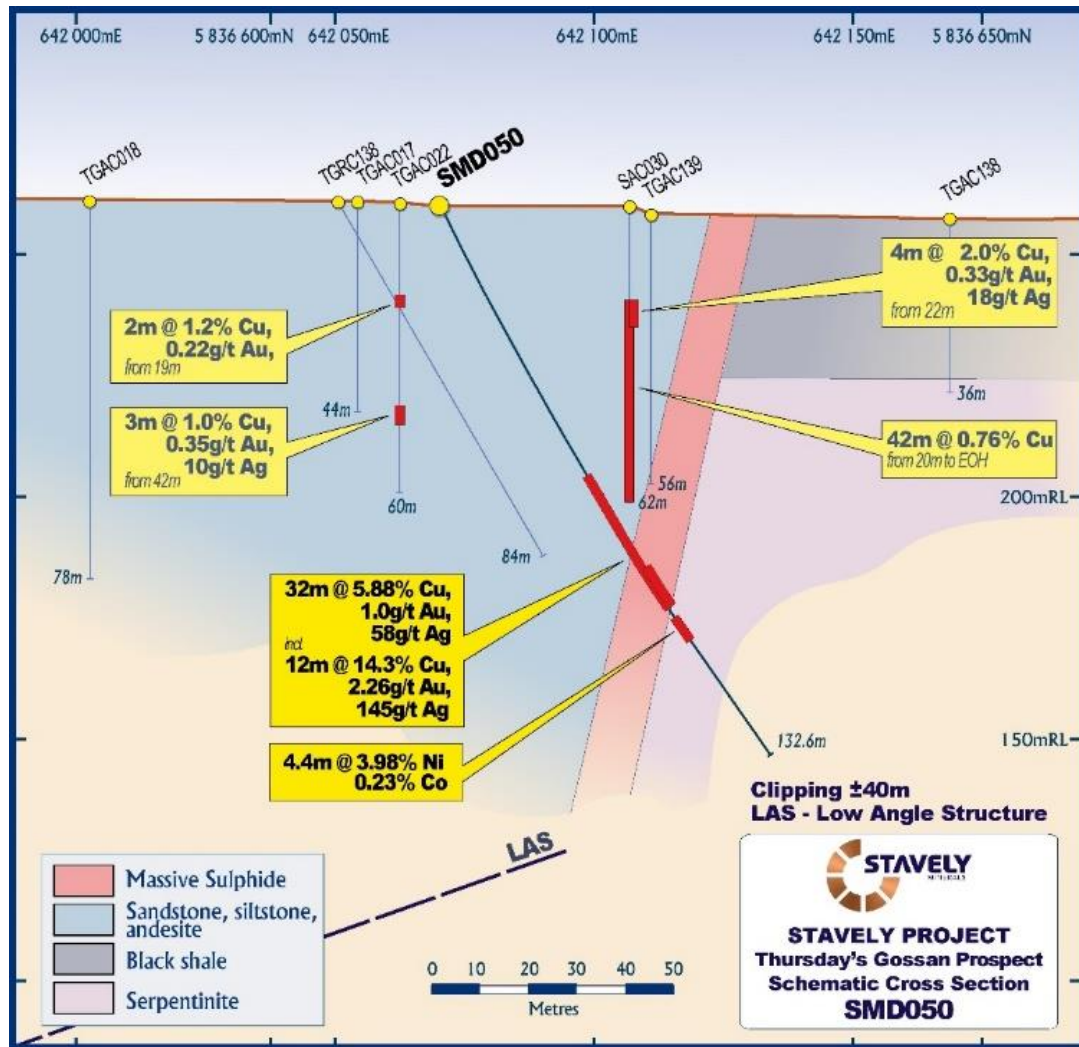 642 000mE
5 836 600mN
642 050mE
642 100mE
642 150mE
5 836 650mN
TGAC018
TGRC138
TGAC017
TGAC022
SMD050
SAC030
TGAC139
TGAC138
2m @ 1.2% Cu,
0.22g/t Au,
from 19m
3m @ 1.0% Cu,
0.35g/t Au,
10g/t Ag
from 42m
4m @ 2.0% Cu,
0.33g/t Au,
18g/t Ag
from 22m
42m @ 0.76% Cu
from 20m to EOH
44m
36m
56m
62m
60m
84m
78m
200mRL
32m @ 5.88% Cu,
1.0g/t Au,
58g/t Ag
incl
12m @ 14.3% Cu,
2.26g/t Au,
145g/t Ag
4.4m @ 3.98% Ni
0.23% Co
132.6m
150mRL
Clipping ±40m
LAS - Low Angle Structure
LAS
Massive Sulphide
Sandstone, siltstone,
andesite
Black shale
Serpentinite
0 10 20 30 40 50
Metres
STAVELY
MINERALS
STAVELY PROJECT
Thursday's Gossan Prospect
Schematic Cross Section
SMD050